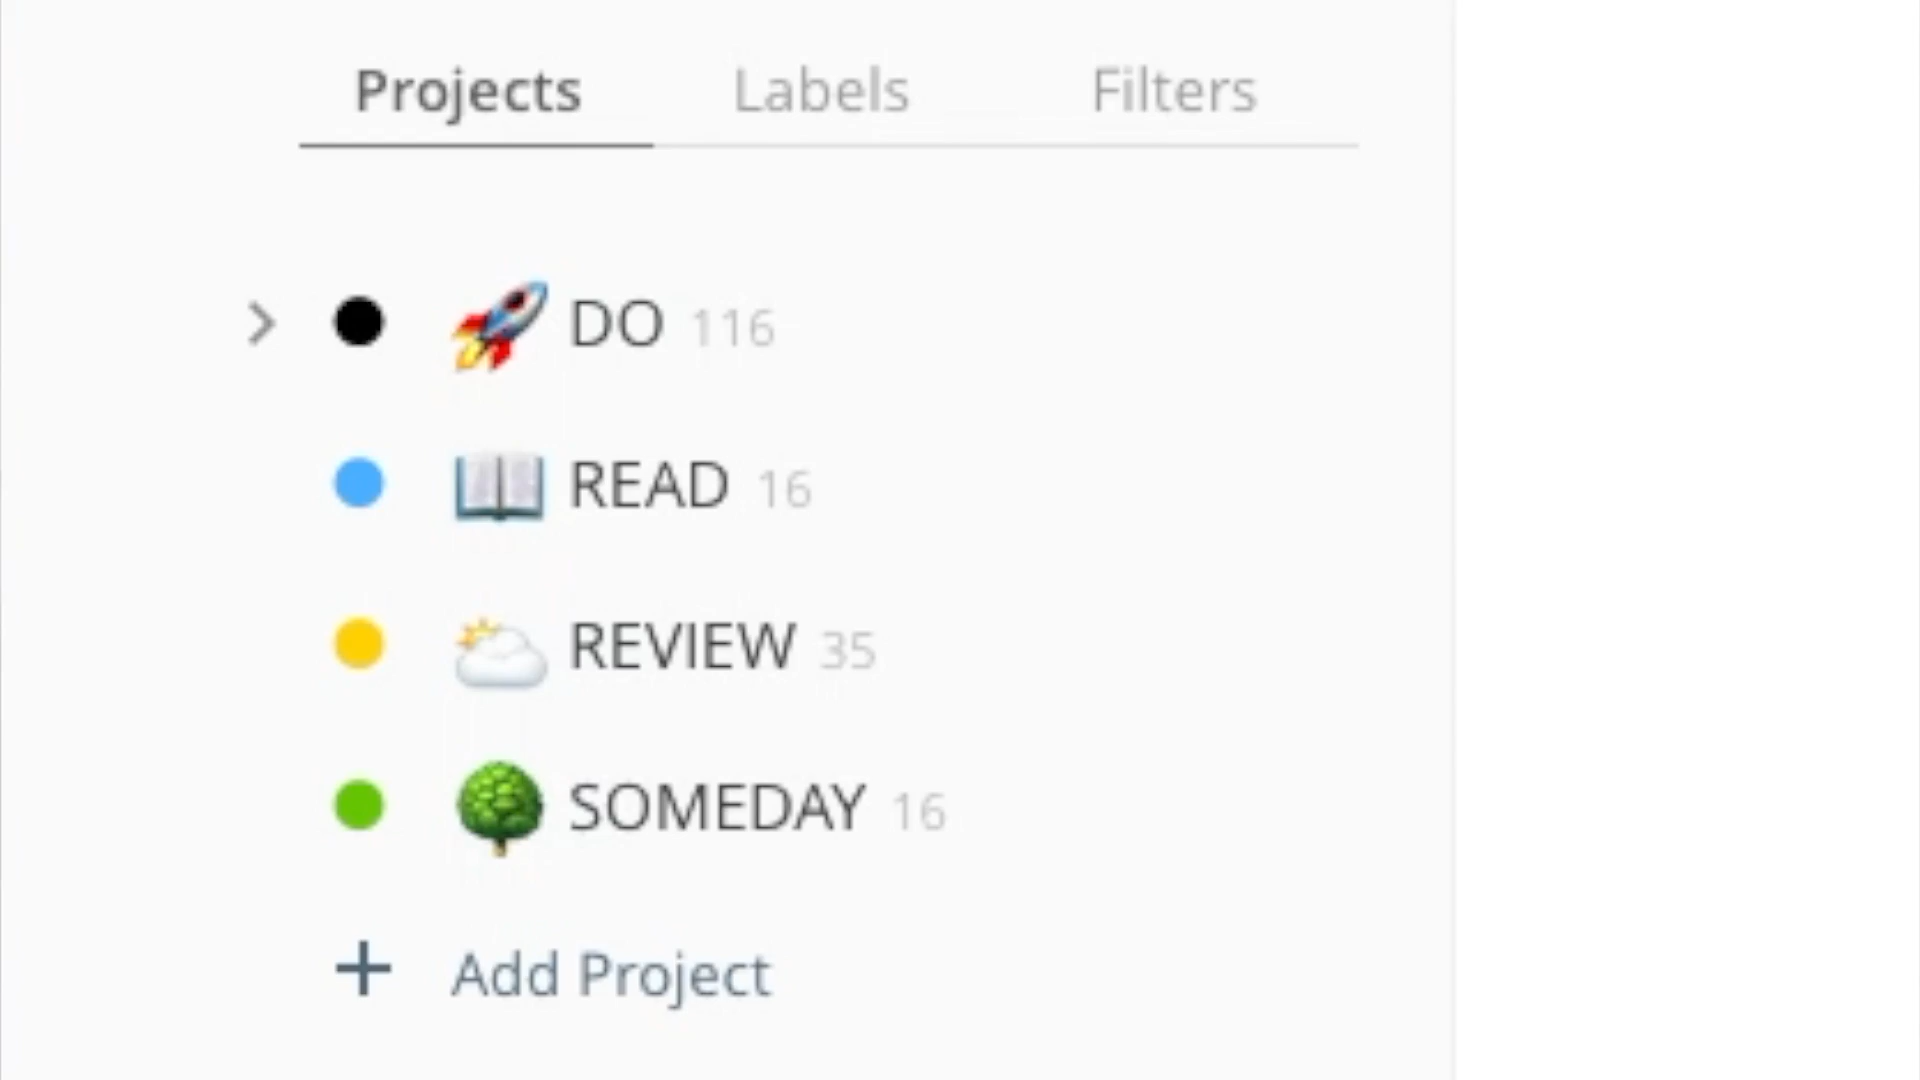 Projects Labels Filters
DO 116
READ 16
REVIEW 35
SOMEDAY 16
+ Add Project